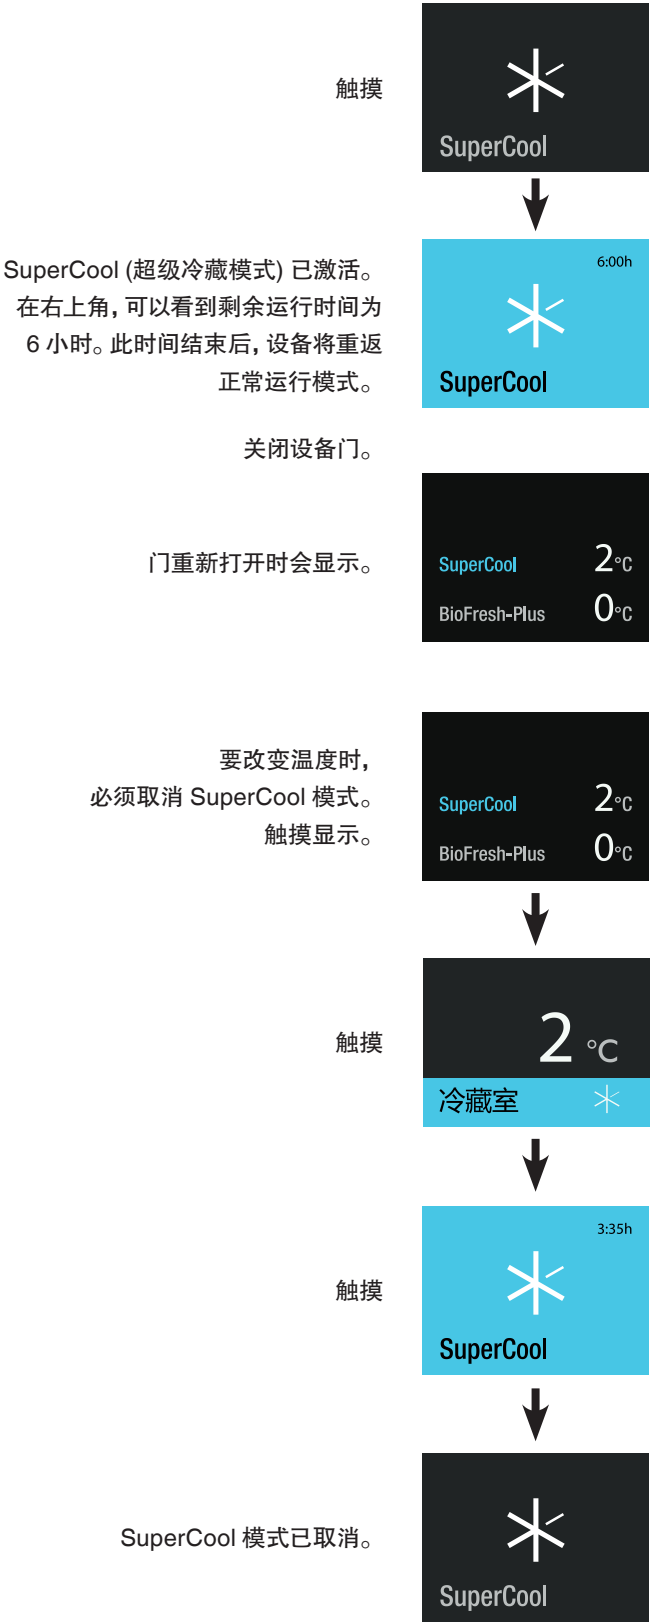 触摸
SuperCool
SuperCool (超级冷藏模式) 已激活。
在右上角，可以看到剩余运行时间为
6 小时。此时间结束后，设备将重返
正常运行模式。
6:00h
SuperCool
关闭设备门。
门重新打开时会显示。
SuperCool 2°C
BioFresh-Plus 0°C
要改变温度时，
必须取消 SuperCool 模式。
触摸显示。
SuperCool 2°C
BioFresh-Plus 0°C
触摸
2 °C
冷藏室
触摸
3:35h
SuperCool
SuperCool 模式已取消。
SuperCool